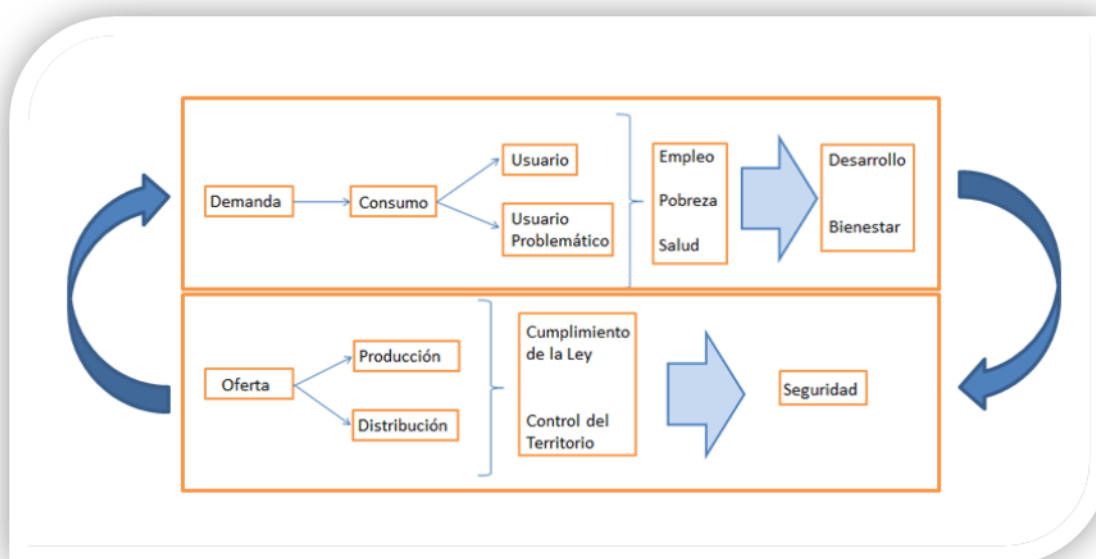 Demanda
Consumo
Usuario
Usuario
Problemático
Empleo
Pobreza
Salud
Desarrollo
Bienestar
Oferta
Producción
Distribución
Cumplimiento
de la Ley
Control del
Territorio
Seguridad